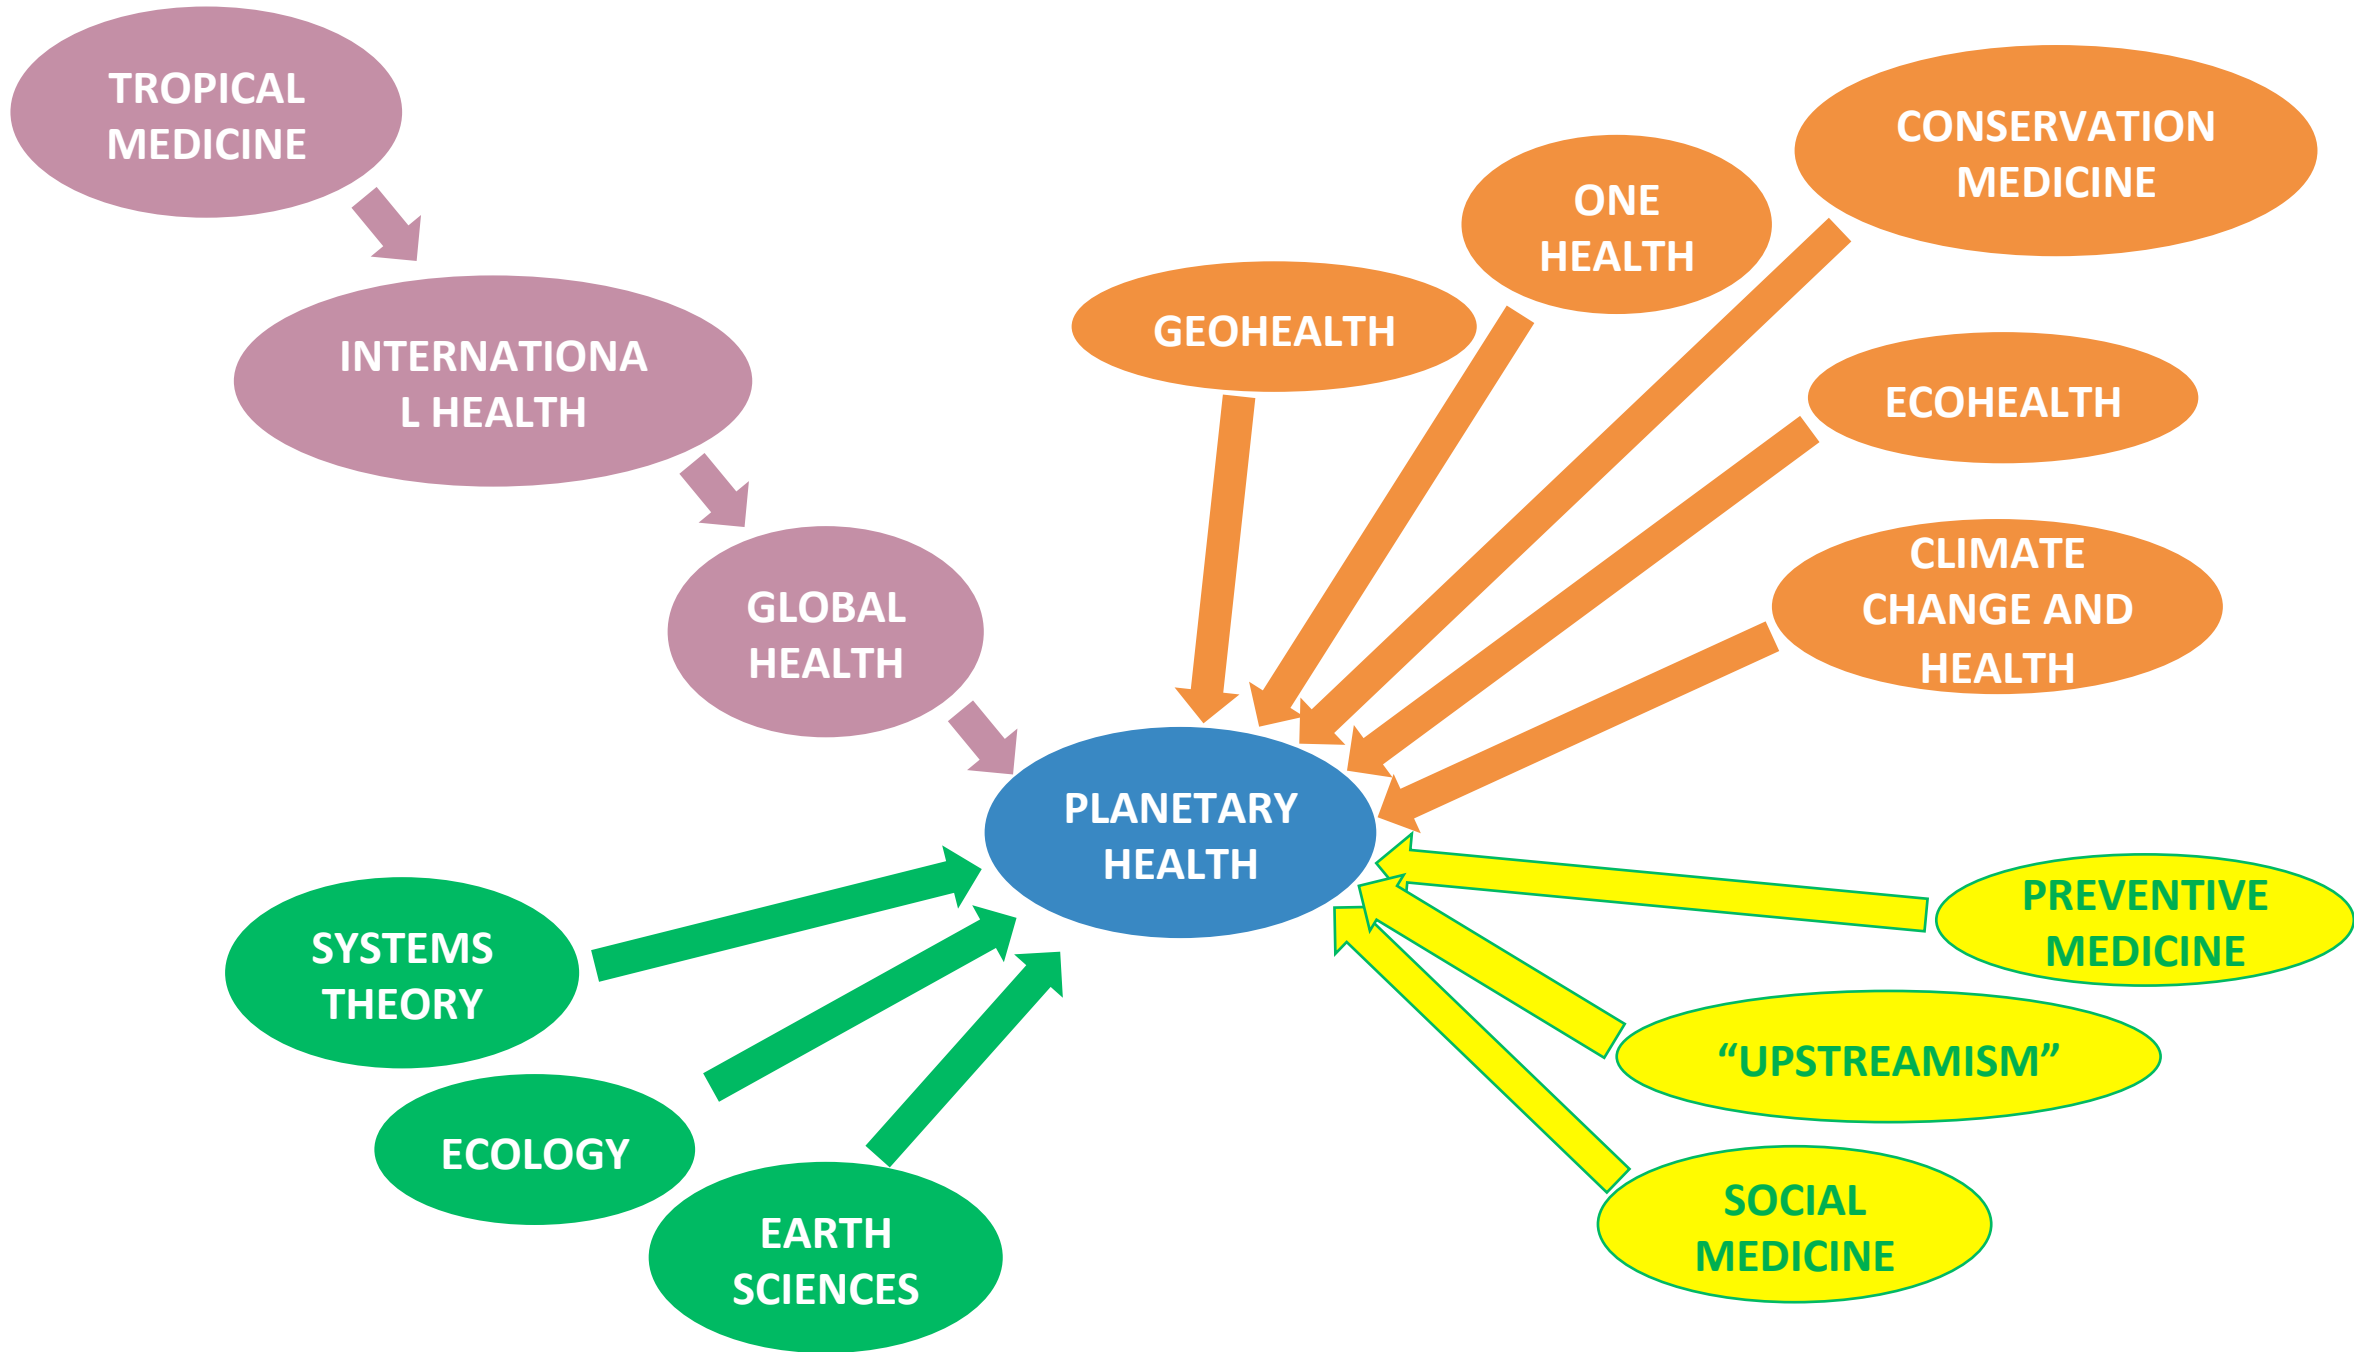 TROPICAL
MEDICINE
INTERNATIONA
L HEALTH
GLOBAL
HEALTH
GEOHEALTH
ONE
HEALTH
CONSERVATION
MEDICINE
ECOHEALTH
CLIMATE
CHANGE AND
HEALTH
PLANETARY
HEALTH
SYSTEMS
THEORY
ECOLOGY
EARTH
SCIENCES
PREVENTIVE
MEDICINE
“UPSTREAMISM”
SOCIAL
MEDICINE